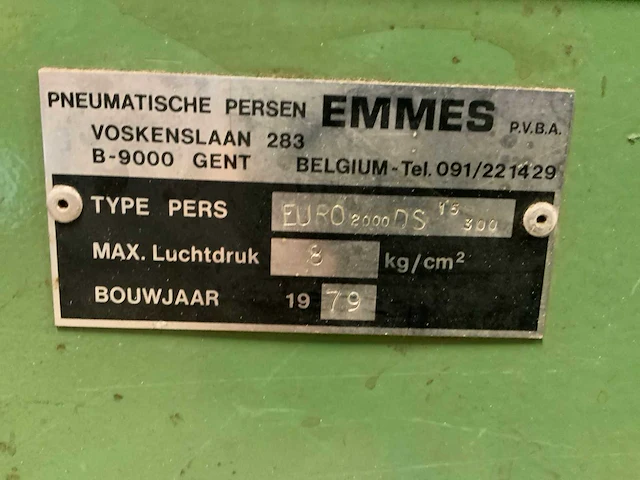 PNEUMATISCHE PERSEN EMMES P.V.B.A.
VOSKENSLAAN 283
B-9000 GENT BELGIUM-Tel. 091/221429
TYPE PERS EURO 2000 DS 15 300
MAX. Luchtdruk 8 kg/cm²
BOUWJAAR 19 79